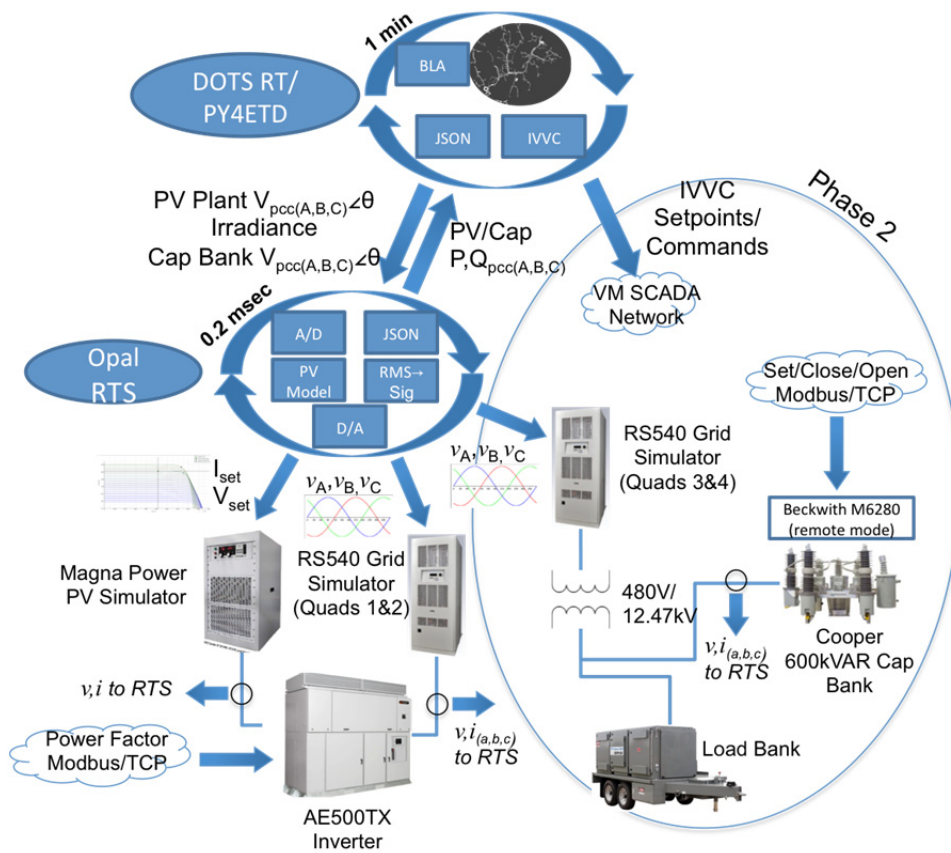 1 min
BLA
DOTS RT/
PY4ETD
JSON
IVVC
Phase 2
PV Plant Vpcc(A,B,C)∠θ
Irradiance
Cap Bank Vpcc(A,B,C)∠θ
PV/Cap
P,Qpcc(A,B,C)
IVVC
Setpoints/
Commands
VM SCADA
Network
0.2 msec
A/D
JSON
Opal
RTS
PV
Model
RMS→
Sig
D/A
Set/Close/Open
Modbus/TCP
Iset
Vset
vA,vB,vC
vA,vB,vC
RS540 Grid
Simulator
(Quads 3&4)
Beckwith M6280
(remote mode)
Magna Power
PV Simulator
RS540 Grid
Simulator
(Quads 1&2)
480V/
12.47kV
v,i(a,b,c)
to RTS
Cooper
600kVAR Cap
Bank
v,i to RTS
v,i(a,b,c)
to RTS
Power Factor
Modbus/TCP
Load Bank
AE500TX
Inverter